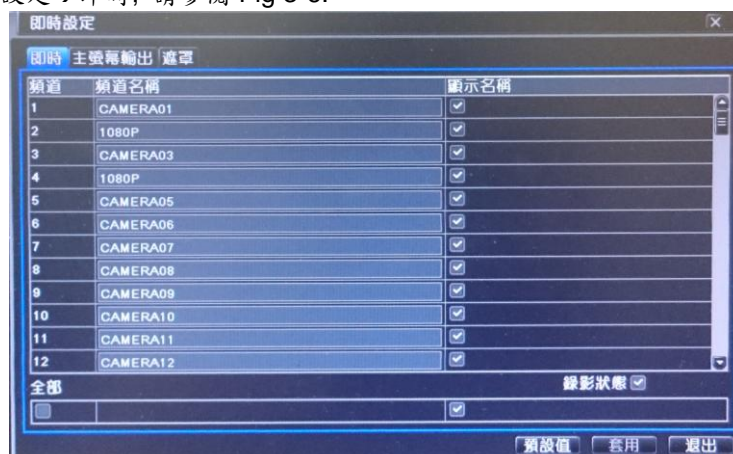 即時設定
即時 主螢幕輸出 遮罩
頻道 頻道名稱 顯示名稱
1 CAMERA01
2 1080P
3 CAMERA03
4 1080P
5 CAMERA05
6 CAMERA06
7 CAMERA07
8 CAMERA08
9 CAMERA09
10 CAMERA10
11 CAMERA11
12 CAMERA12
全部 錄影狀態
預設值 套用 退出